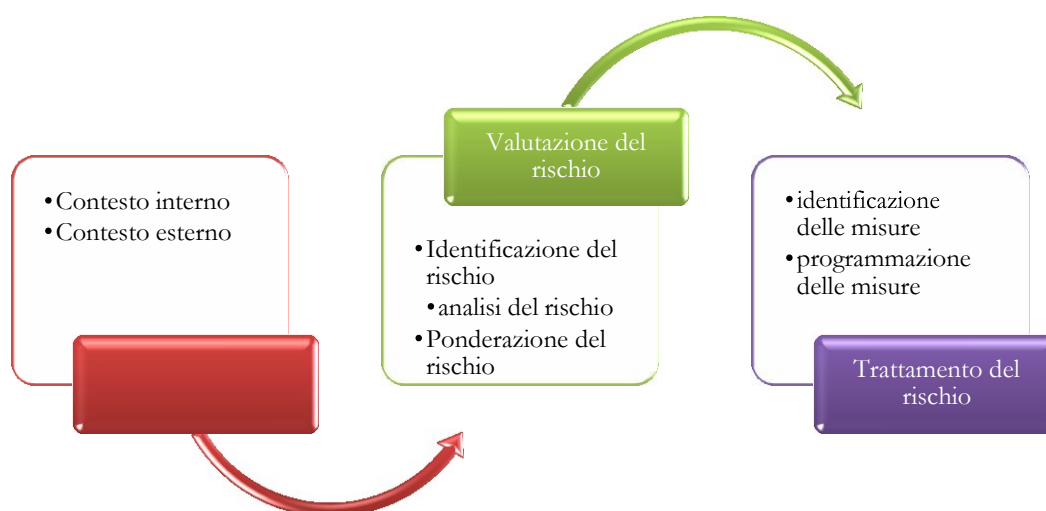 •Contesto interno
•Contesto esterno
Valutazione del
rischio
•Identificazione del
rischio
•analisi del rischio
•Ponderazione del
rischio
•identificazione
delle misure
•programmazione
delle misure
Trattamento del
rischio